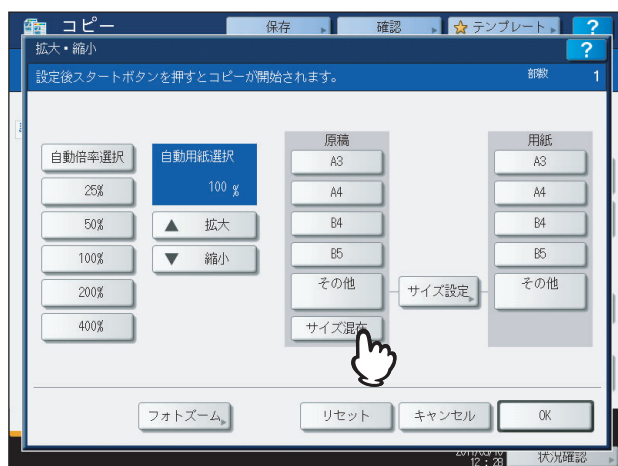 コピー
保存
確認
テンプレート
?
拡大・縮小
?
設定後スタートボタンを押すとコピーが開始されます。
部数 1
原稿
用紙
自動倍率選択
自動用紙選択
100 %
A3
A3
25%
A4
A4
50%
▲ 拡大
B4
B4
100%
▼ 縮小
B5
B5
200%
その他
サイズ設定
その他
400%
サイズ混在
フォトズーム
リセット
キャンセル
OK
12:28
状況確認